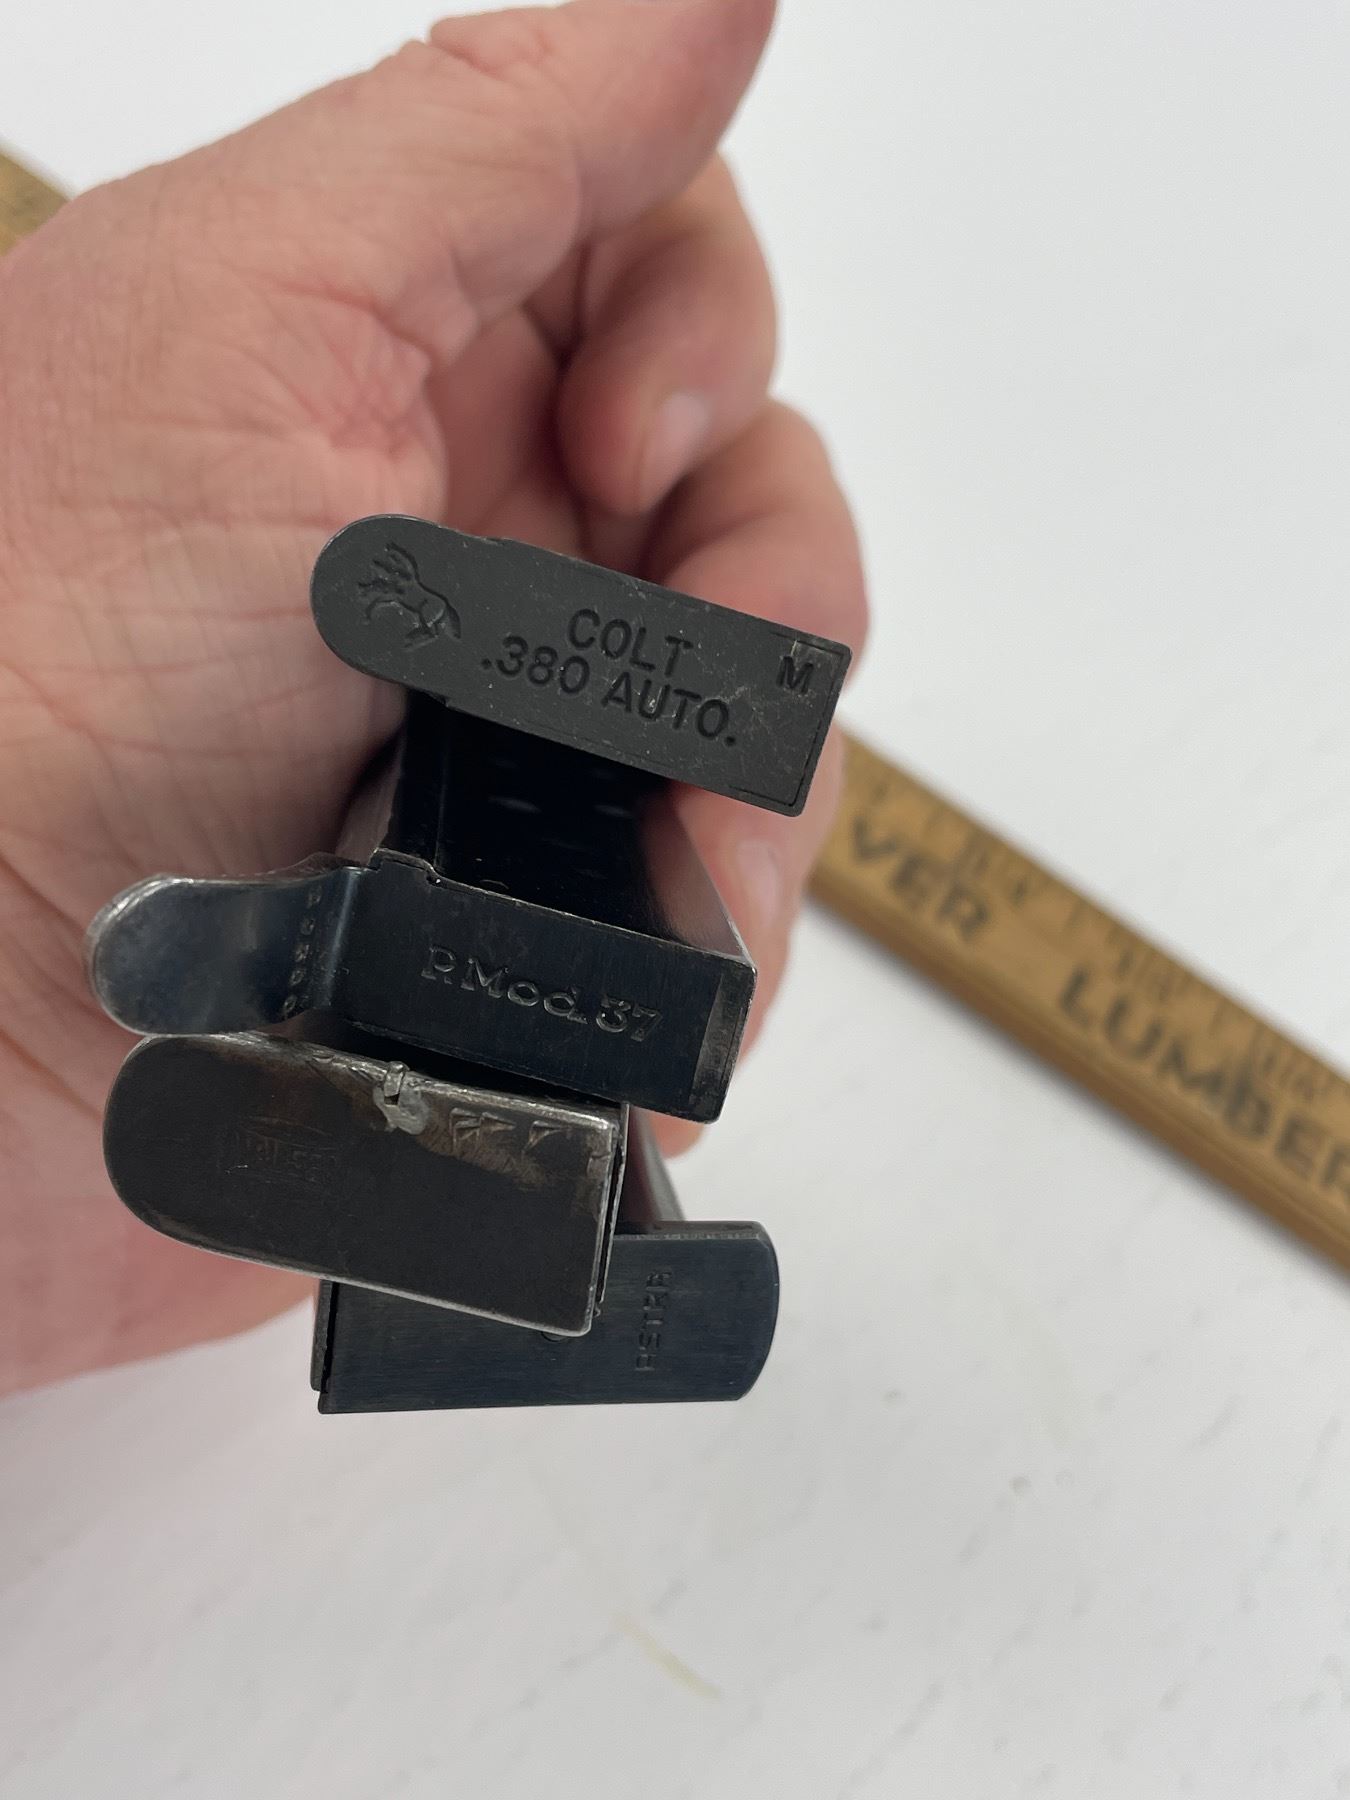 COLT
.380 AUTO.
M
P.Mod.37
ASTRA
VER
LUMBER